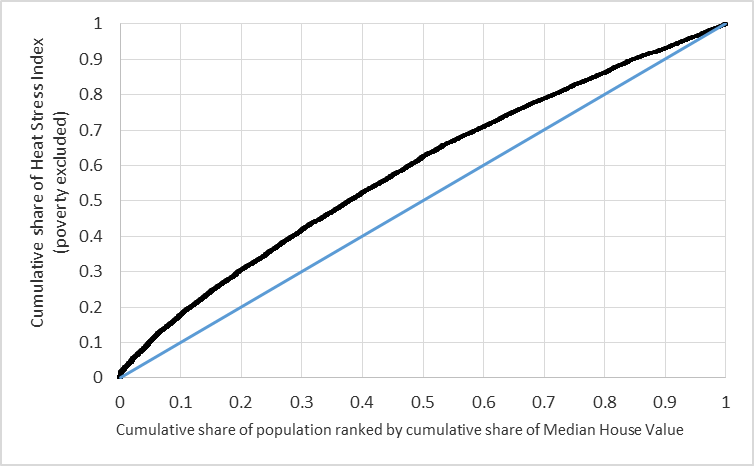 Cumulative share of Heat Stress Index
(poverty excluded)
1
0.9
0.8
0.7
0.6
0.5
0.4
0.3
0.2
0.1
0
0 0.1 0.2 0.3 0.4 0.5 0.6 0.7 0.8 0.9 1
Cumulative share of population ranked by cumulative share of Median House Value